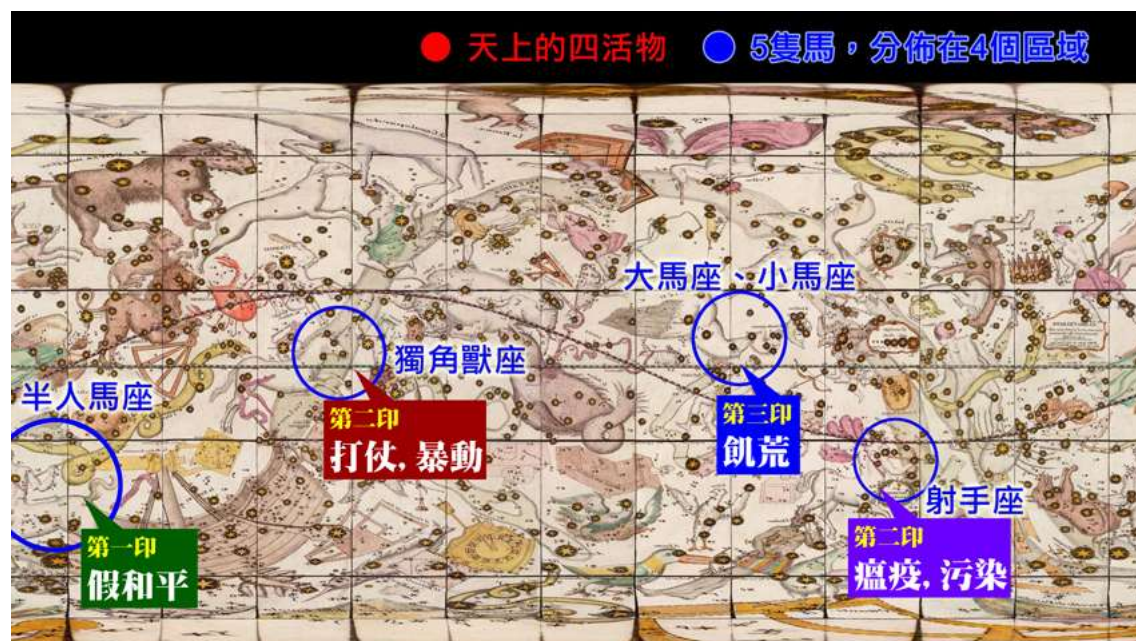 天上的四活物 5隻馬，分佈在4個區域
大馬座、小馬座
獨角獸座
半人馬座
第二印
打仗, 暴動
第三印
飢荒
射手座
第一印
假和平
第二印
瘟疫, 污染